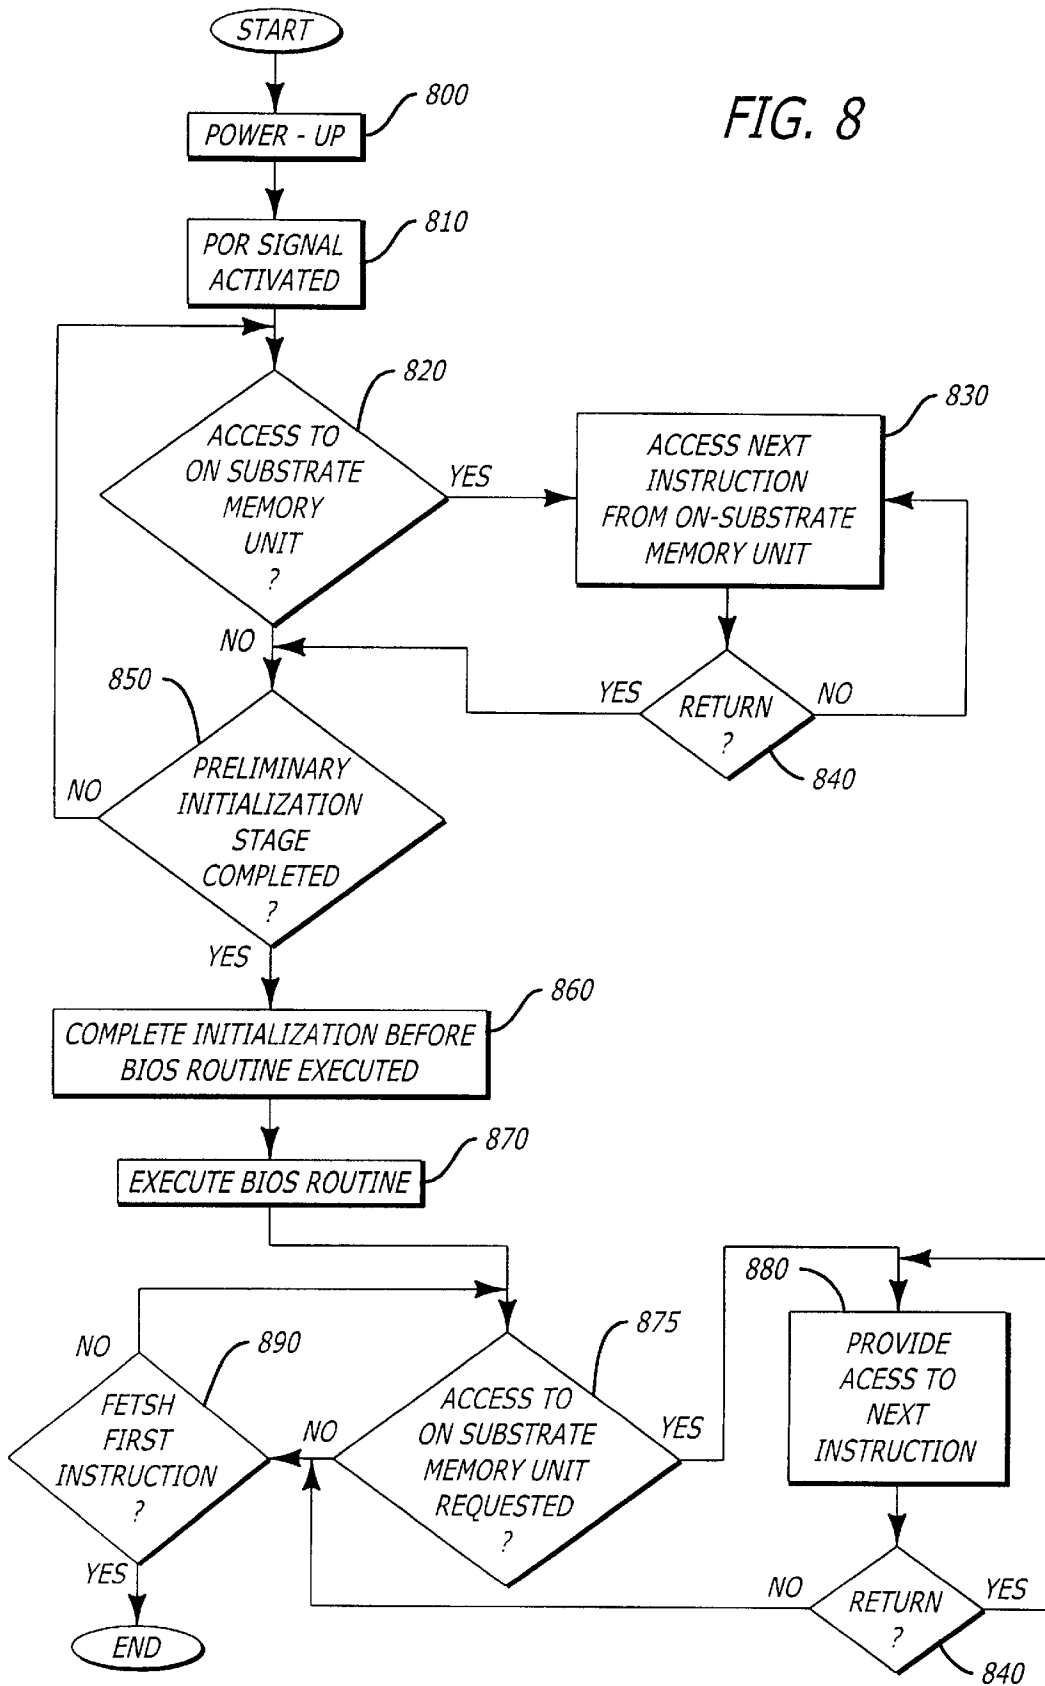 START
800
FIG. 8
POWER - UP
810
POR SIGNAL
ACTIVATED
820
830
ACCESS TO
ON SUBSTRATE
MEMORY
UNIT
?
YES
ACCESS NEXT
INSTRUCTION
FROM ON-SUBSTRATE
MEMORY UNIT
NO
850
YES
RETURN
?
NO
840
PRELIMINARY
INITIALIZATION
STAGE
COMPLETED
?
NO
YES
860
COMPLETE INITIALIZATION BEFORE
BIOS ROUTINE EXECUTED
870
EXECUTE BIOS ROUTINE
880
875
890
NO
PROVIDE
ACESS TO
NEXT
INSTRUCTION
FETSH
FIRST
INSTRUCTION
?
NO
ACCESS TO
ON SUBSTRATE
MEMORY UNIT
REQUESTED
?
YES
YES
END
NO
RETURN
?
YES
840